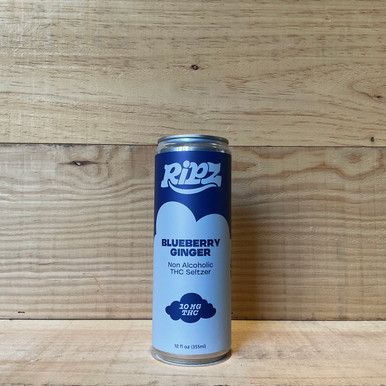 RiPZ
BLUEBERRY
GINGER
Non Alcoholic
THC Seltzer
10 MG
THC
12 fl oz (355ml)